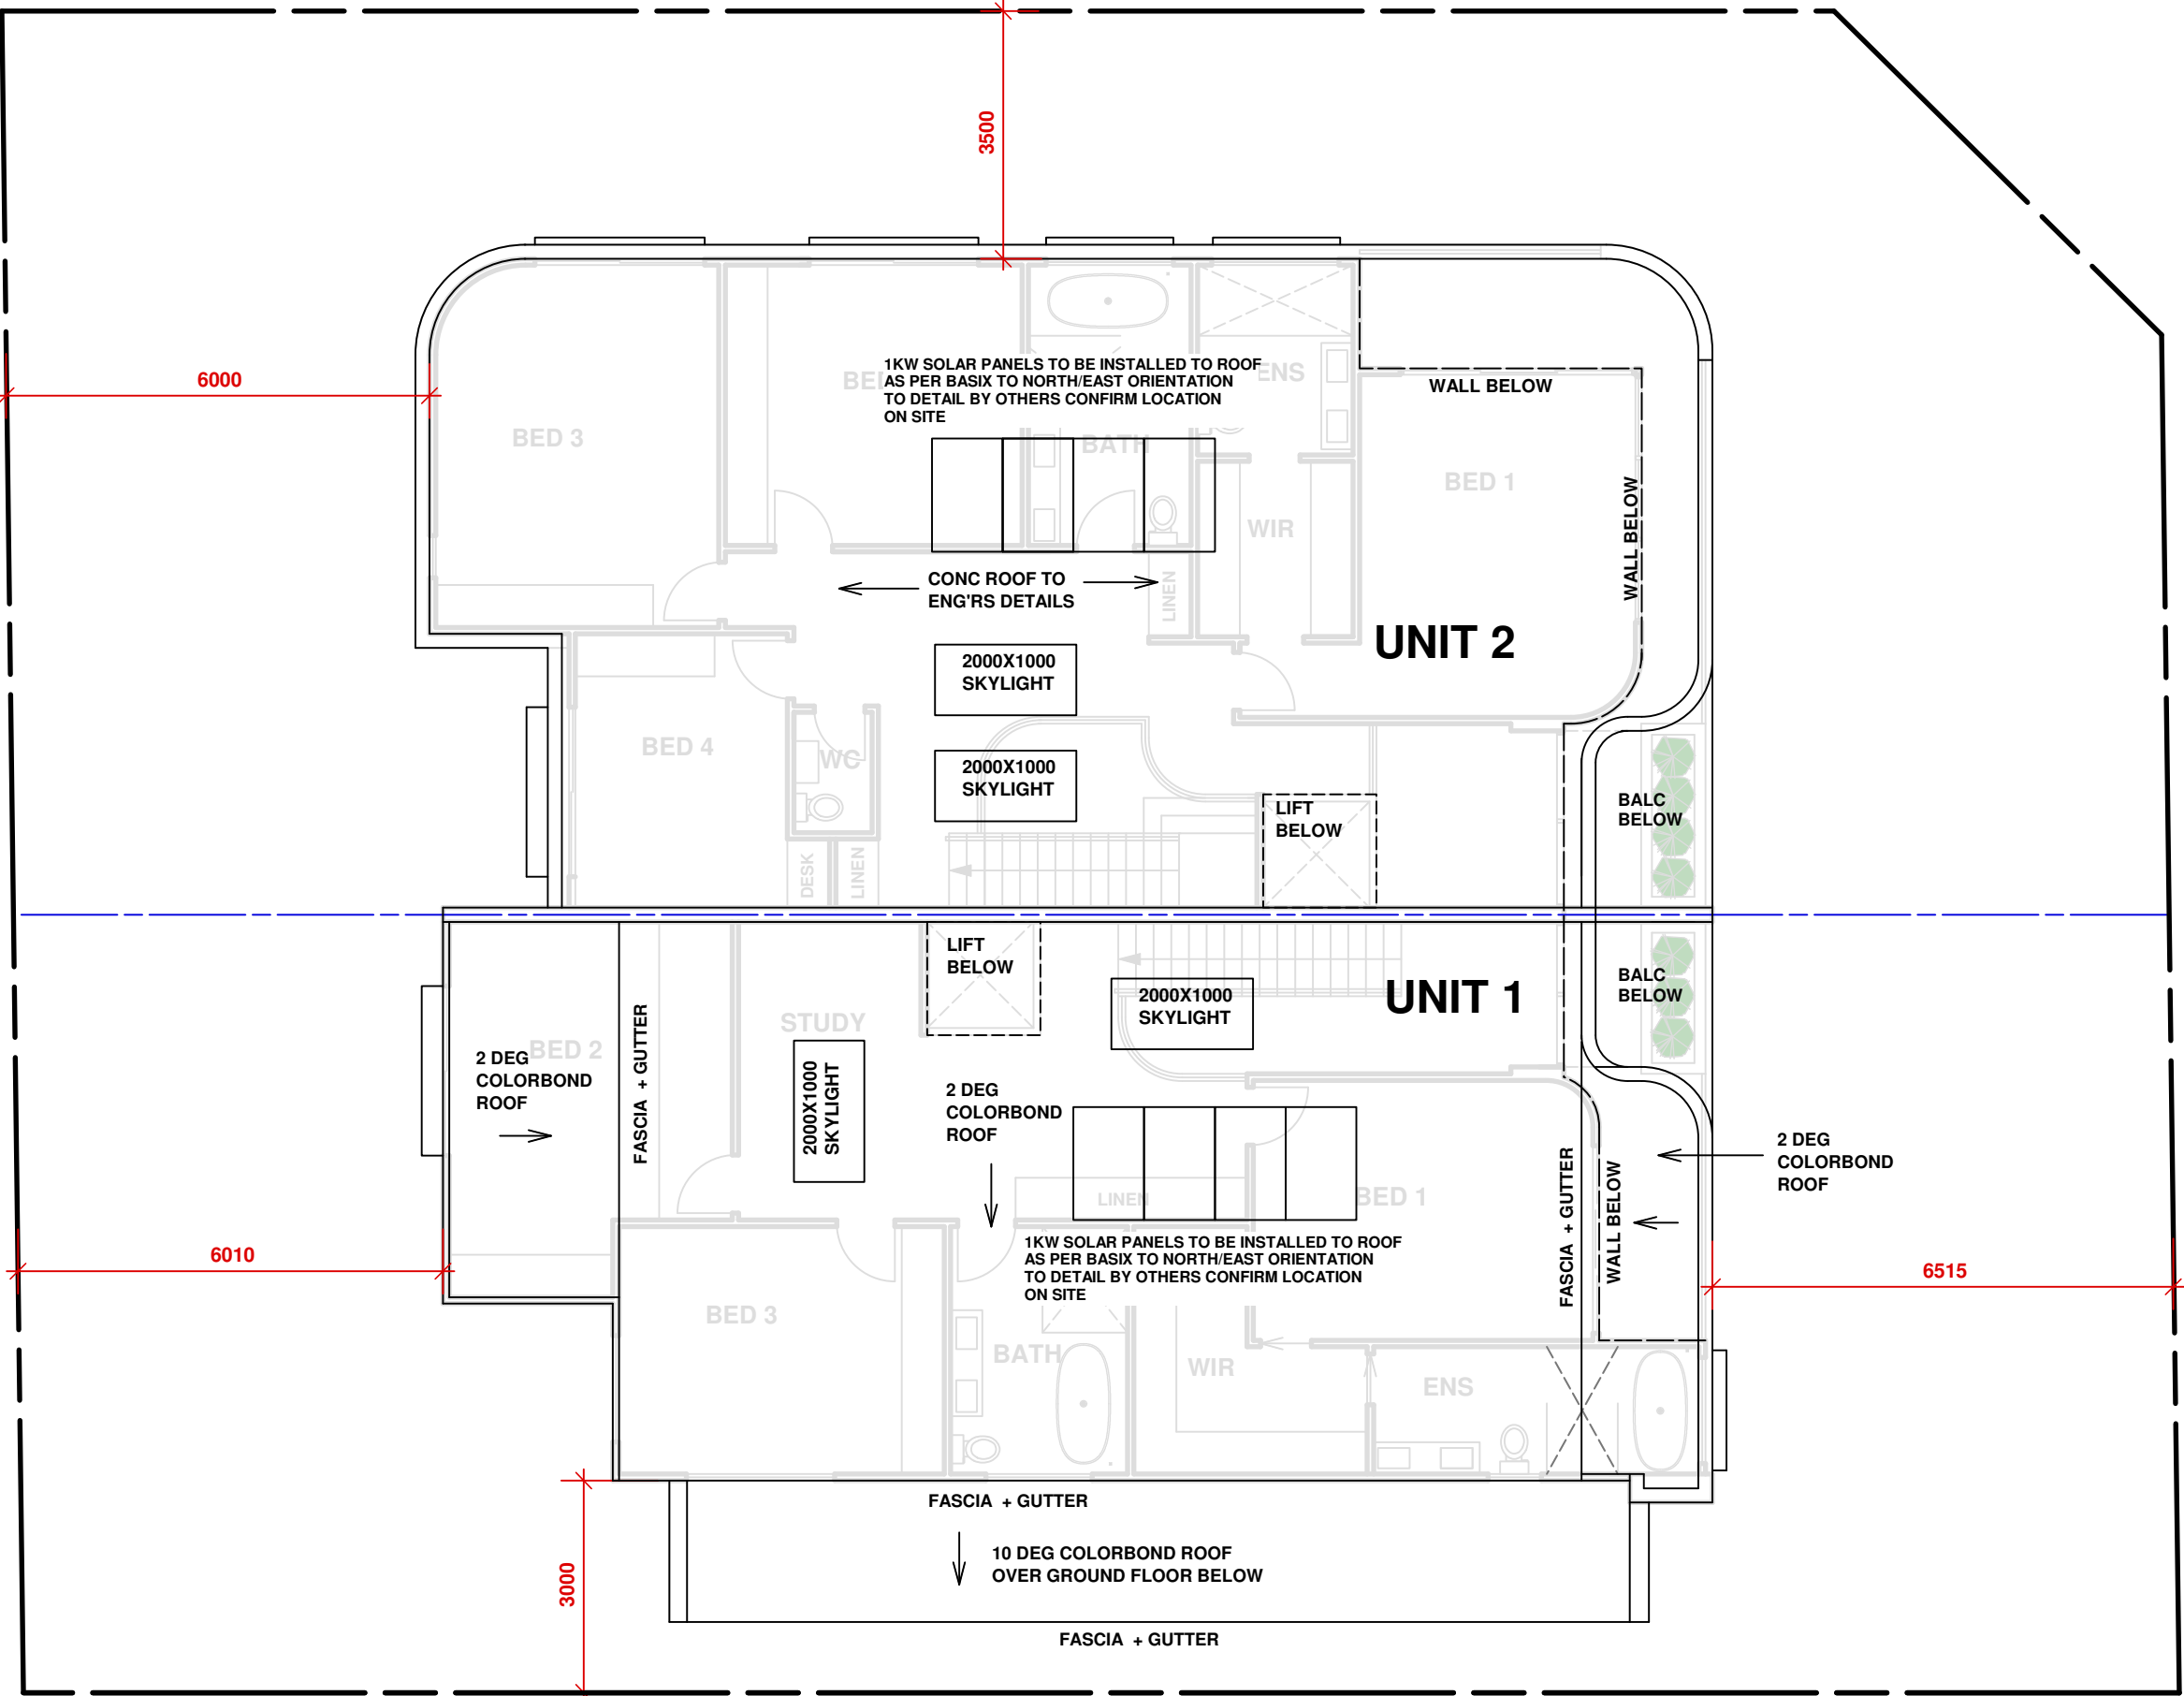 3500
6000
1KW SOLAR PANELS TO BE INSTALLED TO ROOF
AS PER BASIX TO NORTH/EAST ORIENTATION
TO DETAIL BY OTHERS CONFIRM LOCATION
ON SITE
BED
ENS
WALL BELOW
BED 3
BATH
BED 1
WALL BELOW
WIR
CONC ROOF TO
ENG'RS DETAILS
LINEN
UNIT 2
2000X1000
SKYLIGHT
BED 4
WC
2000X1000
SKYLIGHT
LIFT
BELOW
BALC
BELOW
DESK
LINEN
LIFT
BELOW
BALC
BELOW
UNIT 1
2000X1000
SKYLIGHT
STUDY
BED 2
2 DEG
COLORBOND
ROOF
FASCIA + GUTTER
2000X1000
SKYLIGHT
2 DEG
COLORBOND
ROOF
2 DEG
COLORBOND
ROOF
LINEN
BED 1
FASCIA + GUTTER
WALL BELOW
1KW SOLAR PANELS TO BE INSTALLED TO ROOF
AS PER BASIX TO NORTH/EAST ORIENTATION
TO DETAIL BY OTHERS CONFIRM LOCATION
ON SITE
6010
6515
BED 3
BATH
WIR
ENS
FASCIA + GUTTER
10 DEG COLORBOND ROOF
OVER GROUND FLOOR BELOW
3000
FASCIA + GUTTER